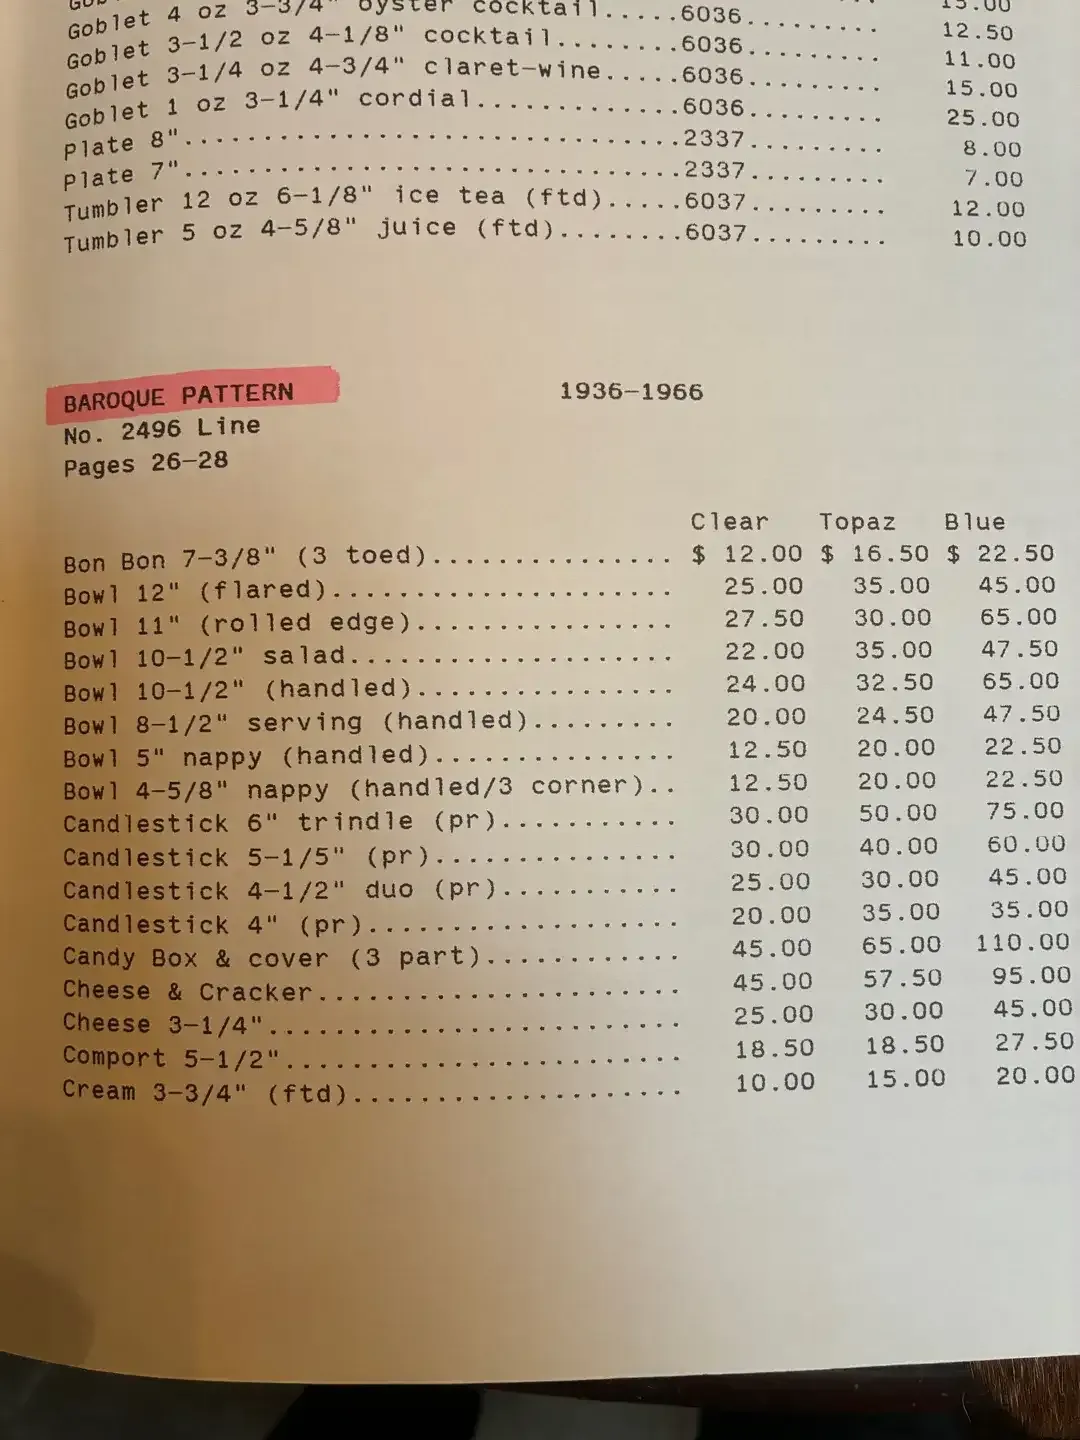 Goblet 4 oz 3-3/4" oyster cocktail.....6036........ 12.50
Goblet 3-1/2 oz 4-1/8" cocktail........6036......... 11.00
Goblet 3-1/4 oz 4-3/4" claret-wine.....6036......... 15.00
Goblet 1 oz 3-1/4" cordial.............6036......... 25.00
Plate 8"...............................2337......... 8.00
Plate 7"...............................2337......... 7.00
Tumbler 12 oz 6-1/8" ice tea (ftd).....6037......... 12.00
Tumbler 5 oz 4-5/8" juice (ftd)........6037......... 10.00
BAROQUE PATTERN 1936-1966
No. 2496 Line
Pages 26-28
Clear Topaz Blue
Bon Bon 7-3/8" (3 toed)............... $ 12.00 $ 16.50 $ 22.50
Bowl 12" (flared)..................... 25.00 35.00 45.00
Bowl 11" (rolled edge)................ 27.50 30.00 65.00
Bowl 10-1/2" salad.................... 22.00 35.00 47.50
Bowl 10-1/2" (handled)................ 24.00 32.50 65.00
Bowl 8-1/2" serving (handled)......... 20.00 24.50 47.50
Bowl 5" nappy (handled)............... 12.50 20.00 22.50
Bowl 4-5/8" nappy (handled/3 corner).. 12.50 20.00 22.50
Candlestick 6" trindle (pr)........... 30.00 50.00 75.00
Candlestick 5-1/5" (pr)............... 30.00 40.00 60.00
Candlestick 4-1/2" duo (pr)........... 25.00 30.00 45.00
Candlestick 4" (pr)................... 20.00 35.00 35.00
Candy Box & cover (3 part)............ 45.00 65.00 110.00
Cheese & Cracker...................... 45.00 57.50 95.00
Cheese 3-1/4"......................... 25.00 30.00 45.00
Comport 5-1/2"........................ 18.50 18.50 27.50
Cream 3-3/4" (ftd).................... 10.00 15.00 20.00